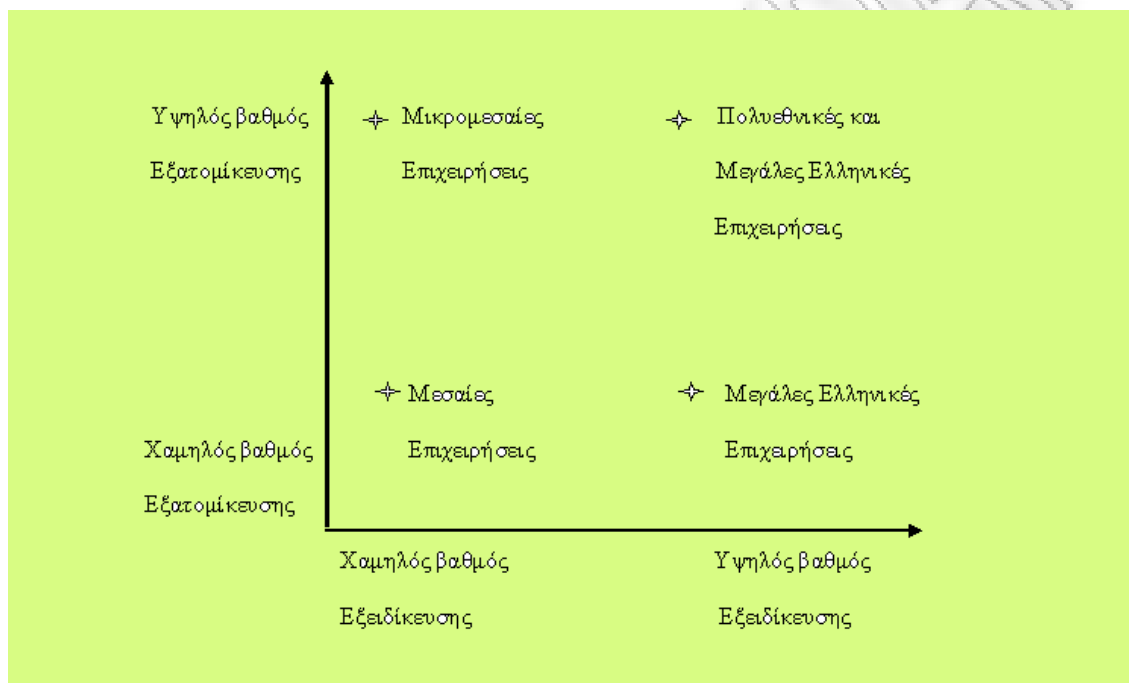 Υψηλός βαθμός
Εξατομίκευσης
Μικρομεσαίες
Επιχειρήσεις
Πολυεθνικές και
Μεγάλες Ελληνικές
Επιχειρήσεις
Μεσαίες
Επιχειρήσεις
Μεγάλες Ελληνικές
Επιχειρήσεις
Χαμηλός βαθμός
Εξατομίκευσης
Χαμηλός βαθμός
Εξειδίκευσης
Υψηλός βαθμός
Εξειδίκευσης